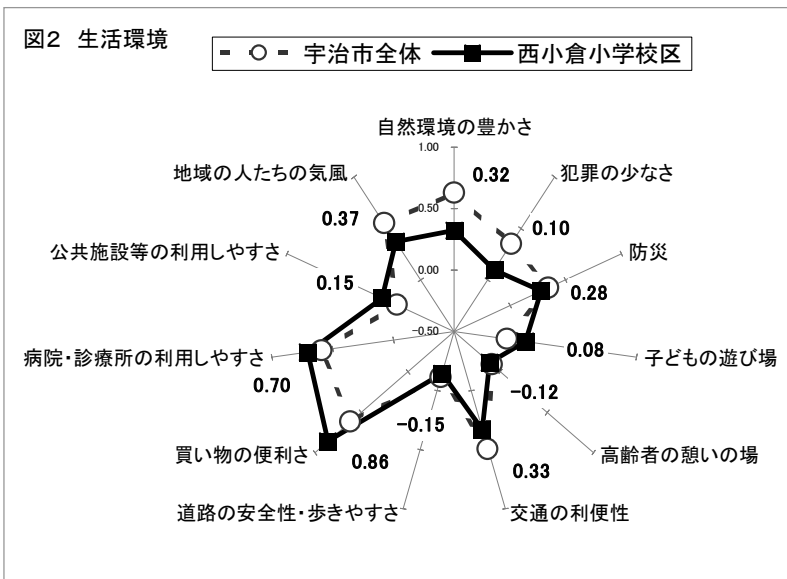 図2 生活環境
宇治市全体
西小倉小学校区
自然環境の豊かさ
1.00
地域の人たちの気風
0.32
犯罪の少なさ
0.37
0.50
0.10
公共施設等の利用しやすさ
防災
0.15
0.00
0.28
-0.50
0.08
病院・診療所の利用しやすさ
子どもの遊び場
0.70
-0.12
-0.15
買い物の便利さ
0.86
0.33
高齢者の憩いの場
道路の安全性・歩きやすさ
交通の利便性